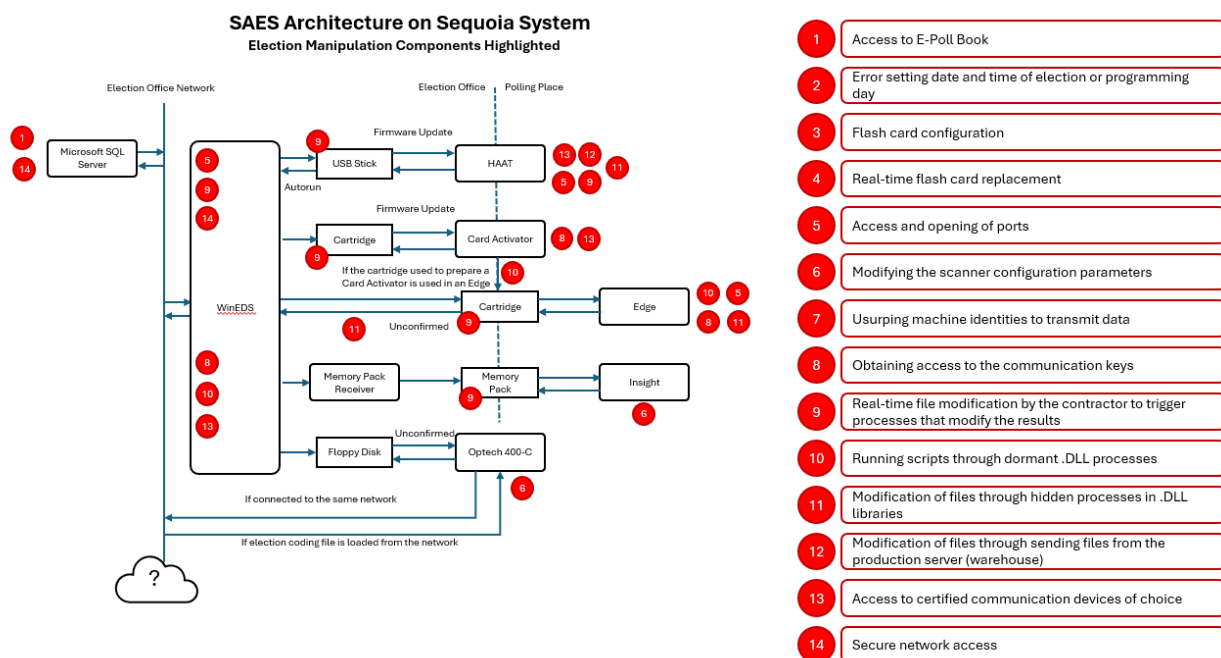 SAES Architecture on Sequoia System
Election Manipulation Components Highlighted
Election Office Network
Election Office
Polling Place
1
14
Microsoft SQL
Server
5
9
14
WinEDS
8
10
13
9
USB Stick
Autorun
Firmware Update
HAAT
13
12
11
5
9
Firmware Update
Cartridge
9
Card Activator
8
13
If the cartridge used to prepare a
Card Activator is used in an Edge
10
Cartridge
9
11
Unconfirmed
Edge
10
5
8
11
Memory Pack
Receiver
Memory
Pack
9
Insight
6
Floppy Disk
Unconfirmed
Optech 400-C
6
If connected to the same network
If election coding file is loaded from the network
?
1 Access to E-Poll Book
2 Error setting date and time of election or programming
day
3 Flash card configuration
4 Real-time flash card replacement
5 Access and opening of ports
6 Modifying the scanner configuration parameters
7 Usurping machine identities to transmit data
8 Obtaining access to the communication keys
9 Real-time file modification by the contractor to trigger
processes that modify the results
10 Running scripts through dormant .DLL processes
11 Modification of files through hidden processes in .DLL
libraries
12 Modification of files through sending files from the
production server (warehouse)
13 Access to certified communication devices of choice
14 Secure network access